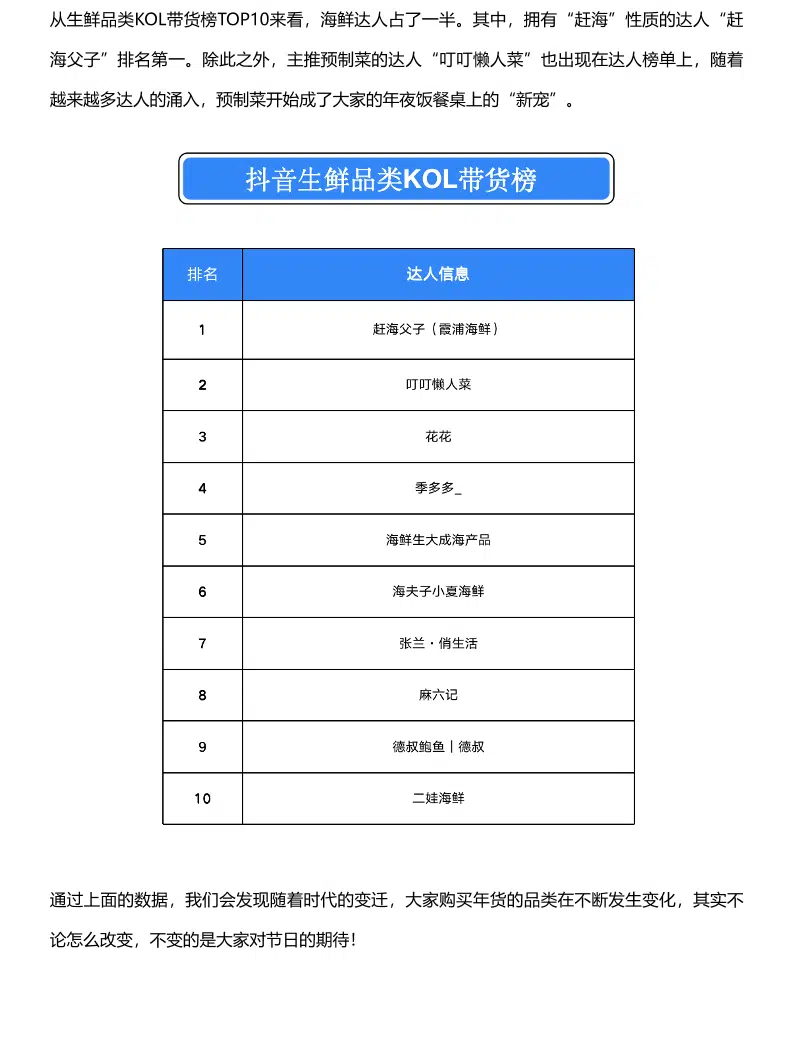 从生鲜品类KOL带货榜TOP10来看，海鲜达人占了一半。其中，拥有“赶海”性质的达人“赶
海父子”排名第一。除此之外，主推预制菜的达人“叮叮懒人菜”也出现在达人榜单上，随着
越来越多达人的涌入，预制菜开始成了大家的年夜饭餐桌上的“新宠”。
抖音生鲜品类KOL带货榜
排名 达人信息
1 赶海父子（霞浦海鲜）
2 叮叮懒人菜
3 花花
4 季多多_
5 海鲜生大成海产品
6 海夫子小夏海鲜
7 张兰·俏生活
8 麻六记
9 德叔鲍鱼｜德叔
10 二娃海鲜
通过上面的数据，我们会发现随着时代的变迁，大家购买年货的品类在不断发生变化，其实不
论怎么改变，不变的是大家对节日的期待！